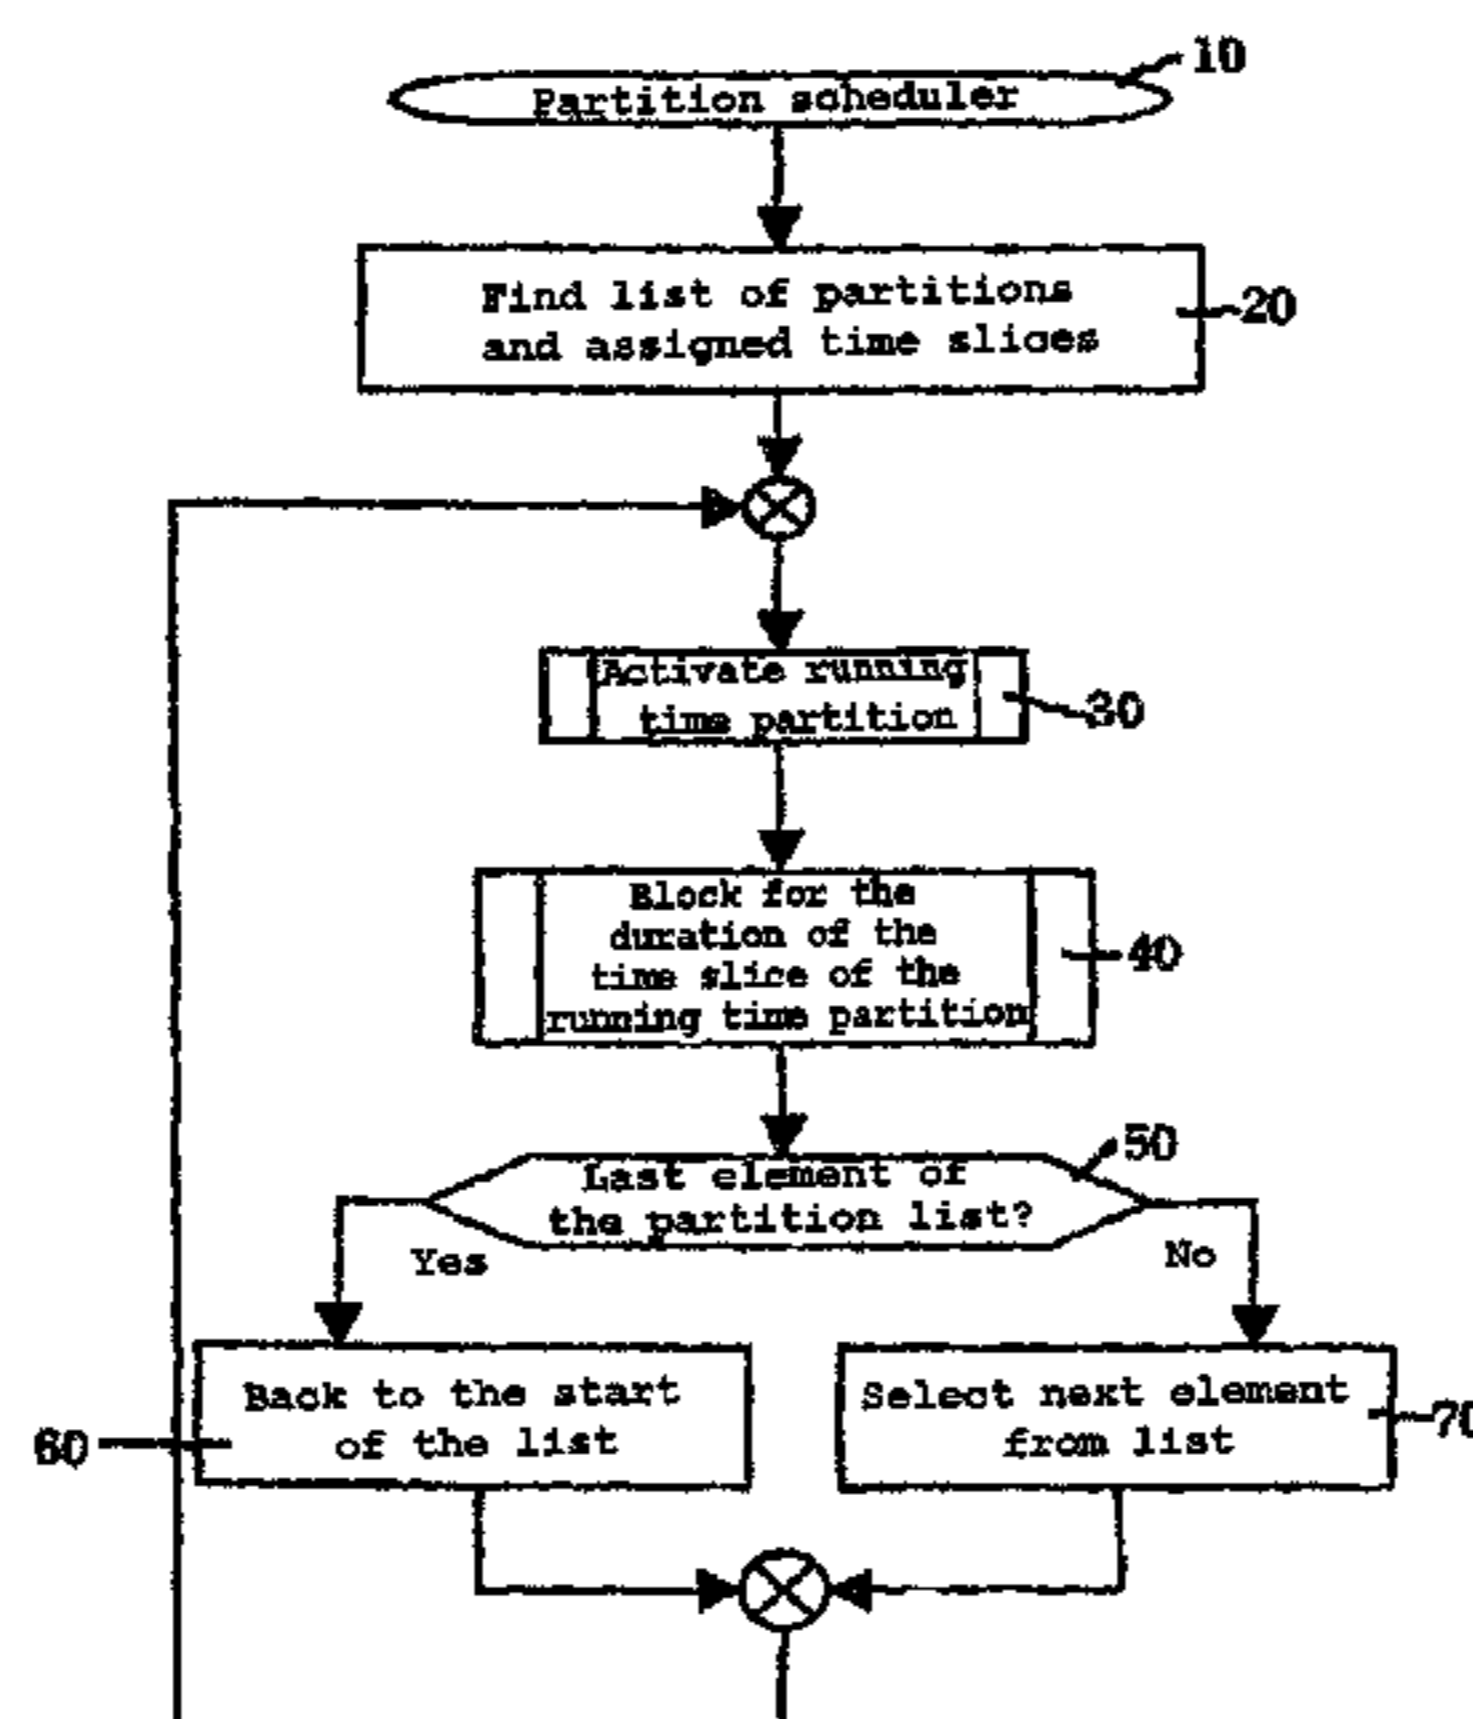 10
Partition scheduler
Find list of partitions
and assigned time slices
20
Activate running
time partition
30
Block for the
duration of the
time slice of the
running time partition
40
50
Last element of
the partition list?
Yes
No
Back to the start
of the list
60
Select next element
from list
70